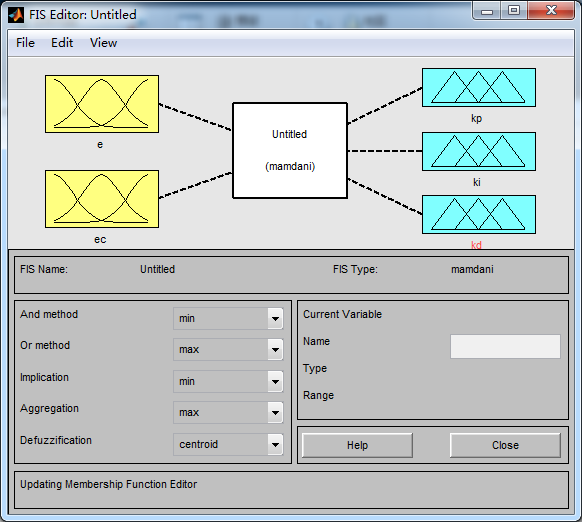 FIS Editor: Untitled
File Edit View
e
ec
Untitled
(mamdani)
kp
ki
kd
FIS Name: Untitled FIS Type: mamdani
And method min
Or method max
Implication min
Aggregation max
Defuzzification centroid
Current Variable
Name
Type
Range
Help Close
Updating Membership Function Editor